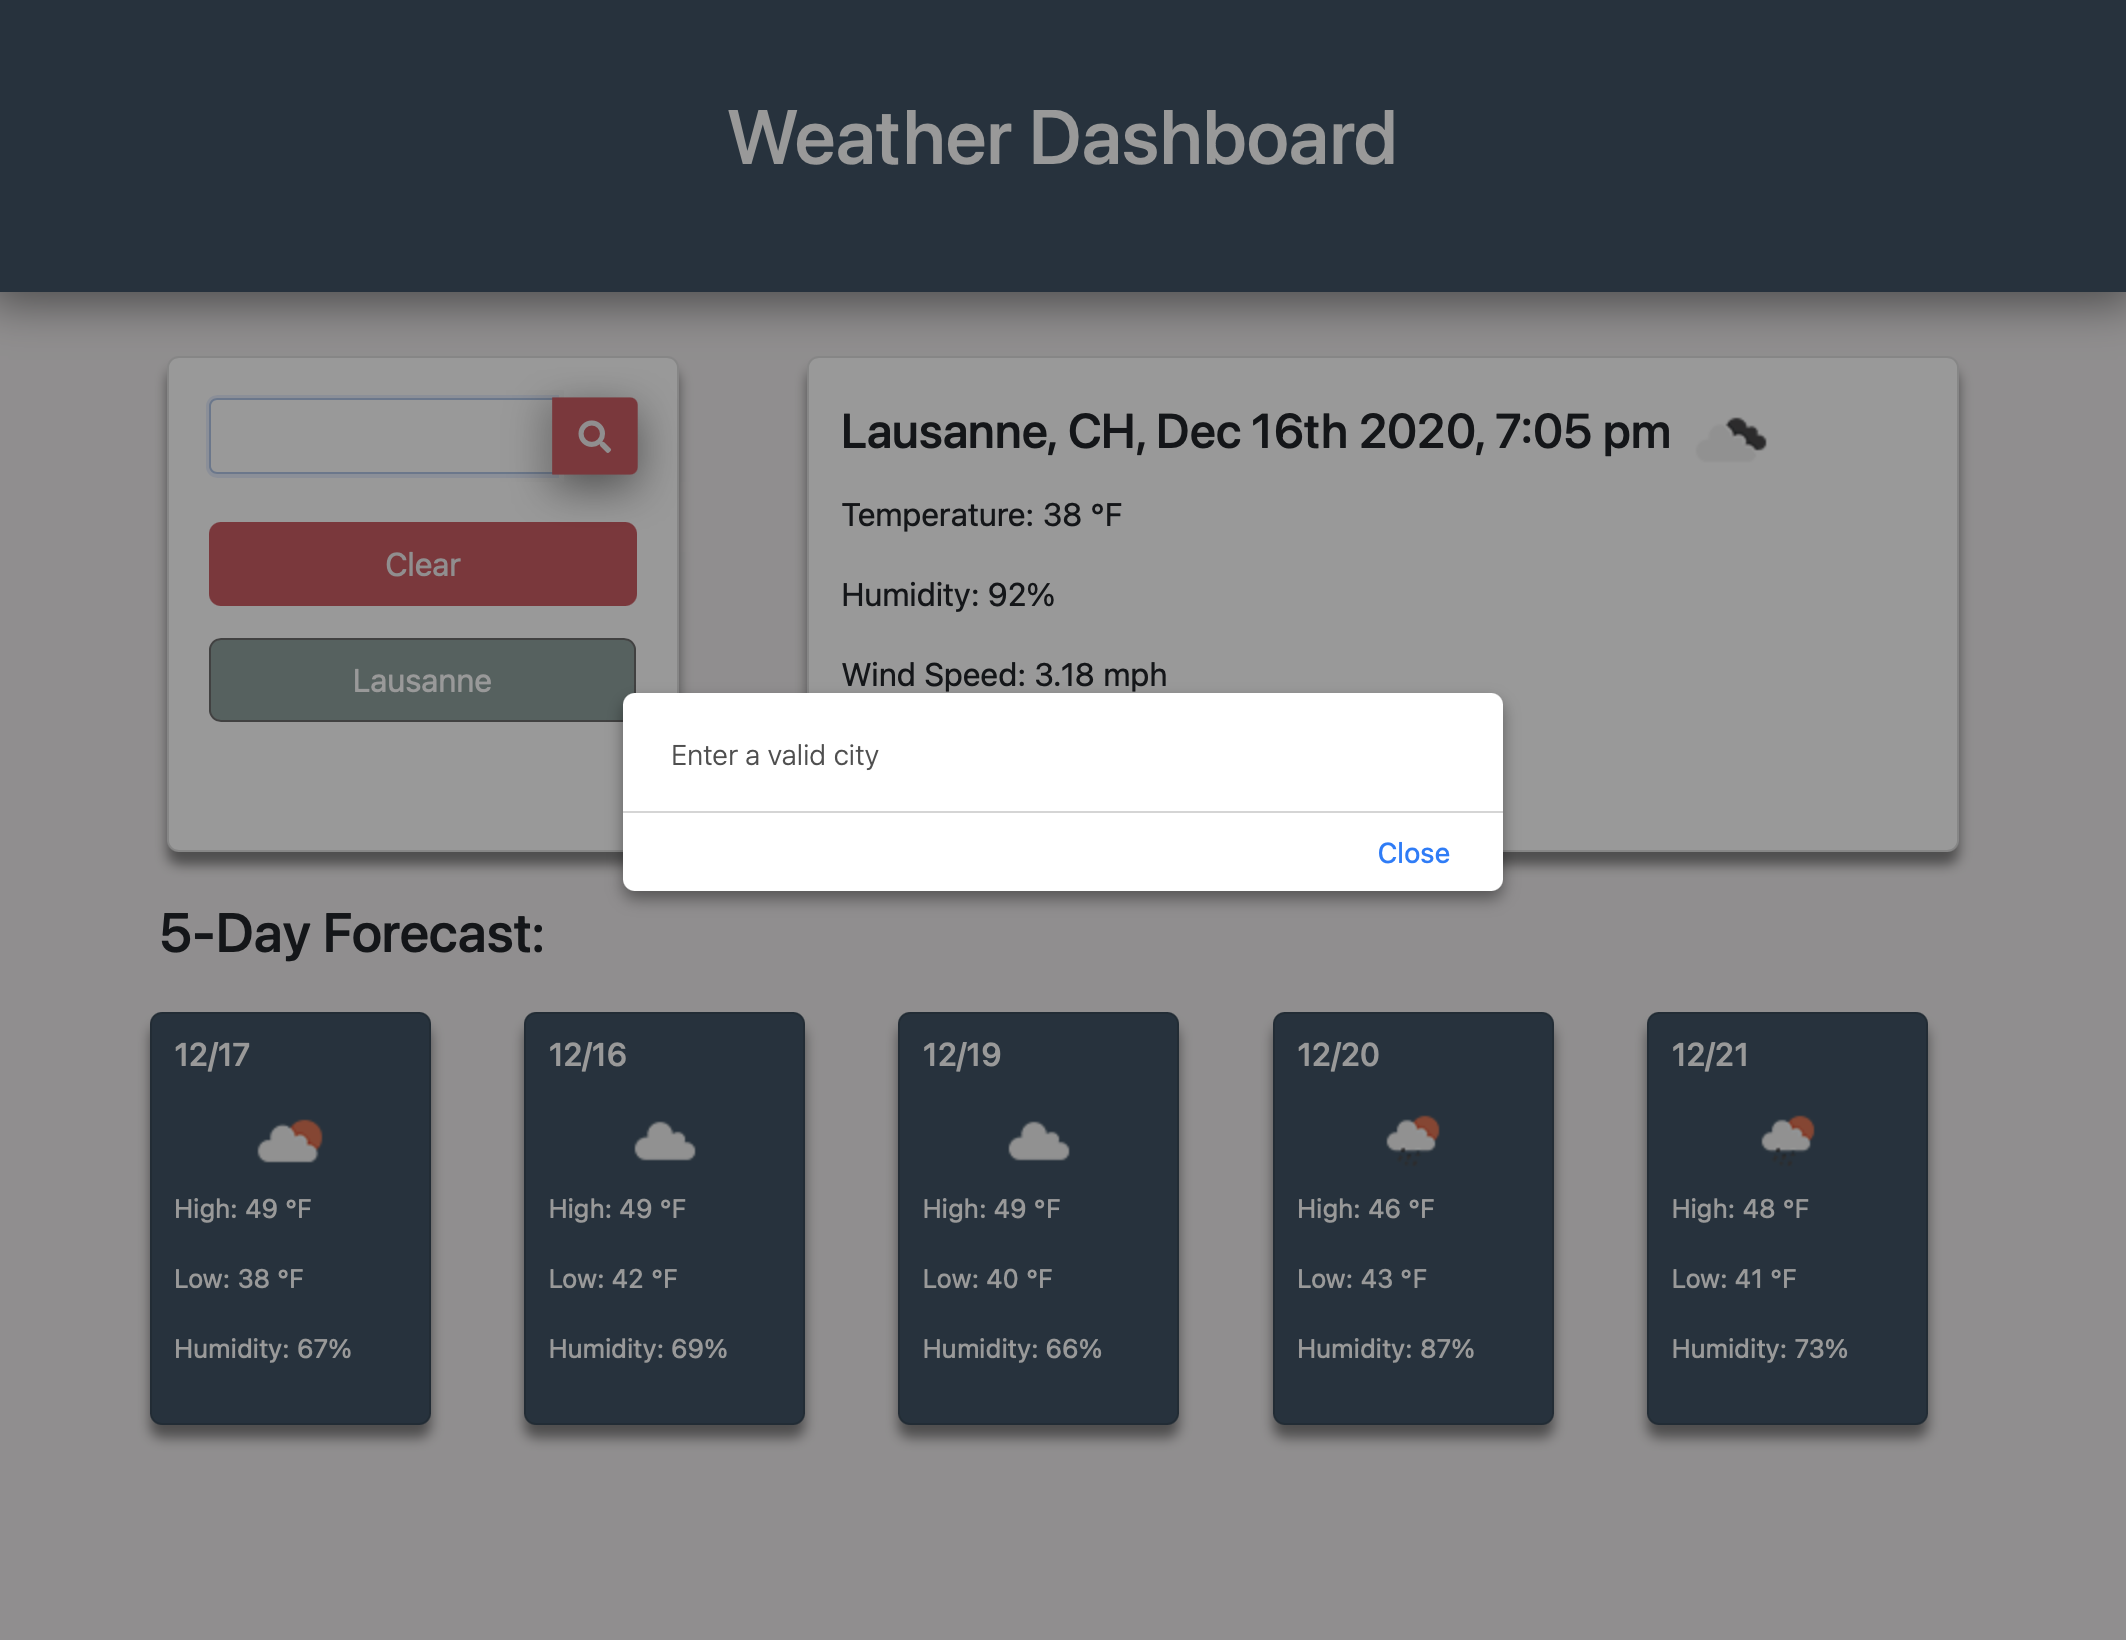 Weather Dashboard
Clear
Lausanne
Lausanne, CH, Dec 16th 2020, 7:05 pm
Temperature: 38 °F
Humidity: 92%
Wind Speed: 3.18 mph
Enter a valid city
Close
5-Day Forecast:
12/17
High: 49 °F
Low: 38 °F
Humidity: 67%
12/16
High: 49 °F
Low: 42 °F
Humidity: 69%
12/19
High: 49 °F
Low: 40 °F
Humidity: 66%
12/20
High: 46 °F
Low: 43 °F
Humidity: 87%
12/21
High: 48 °F
Low: 41 °F
Humidity: 73%